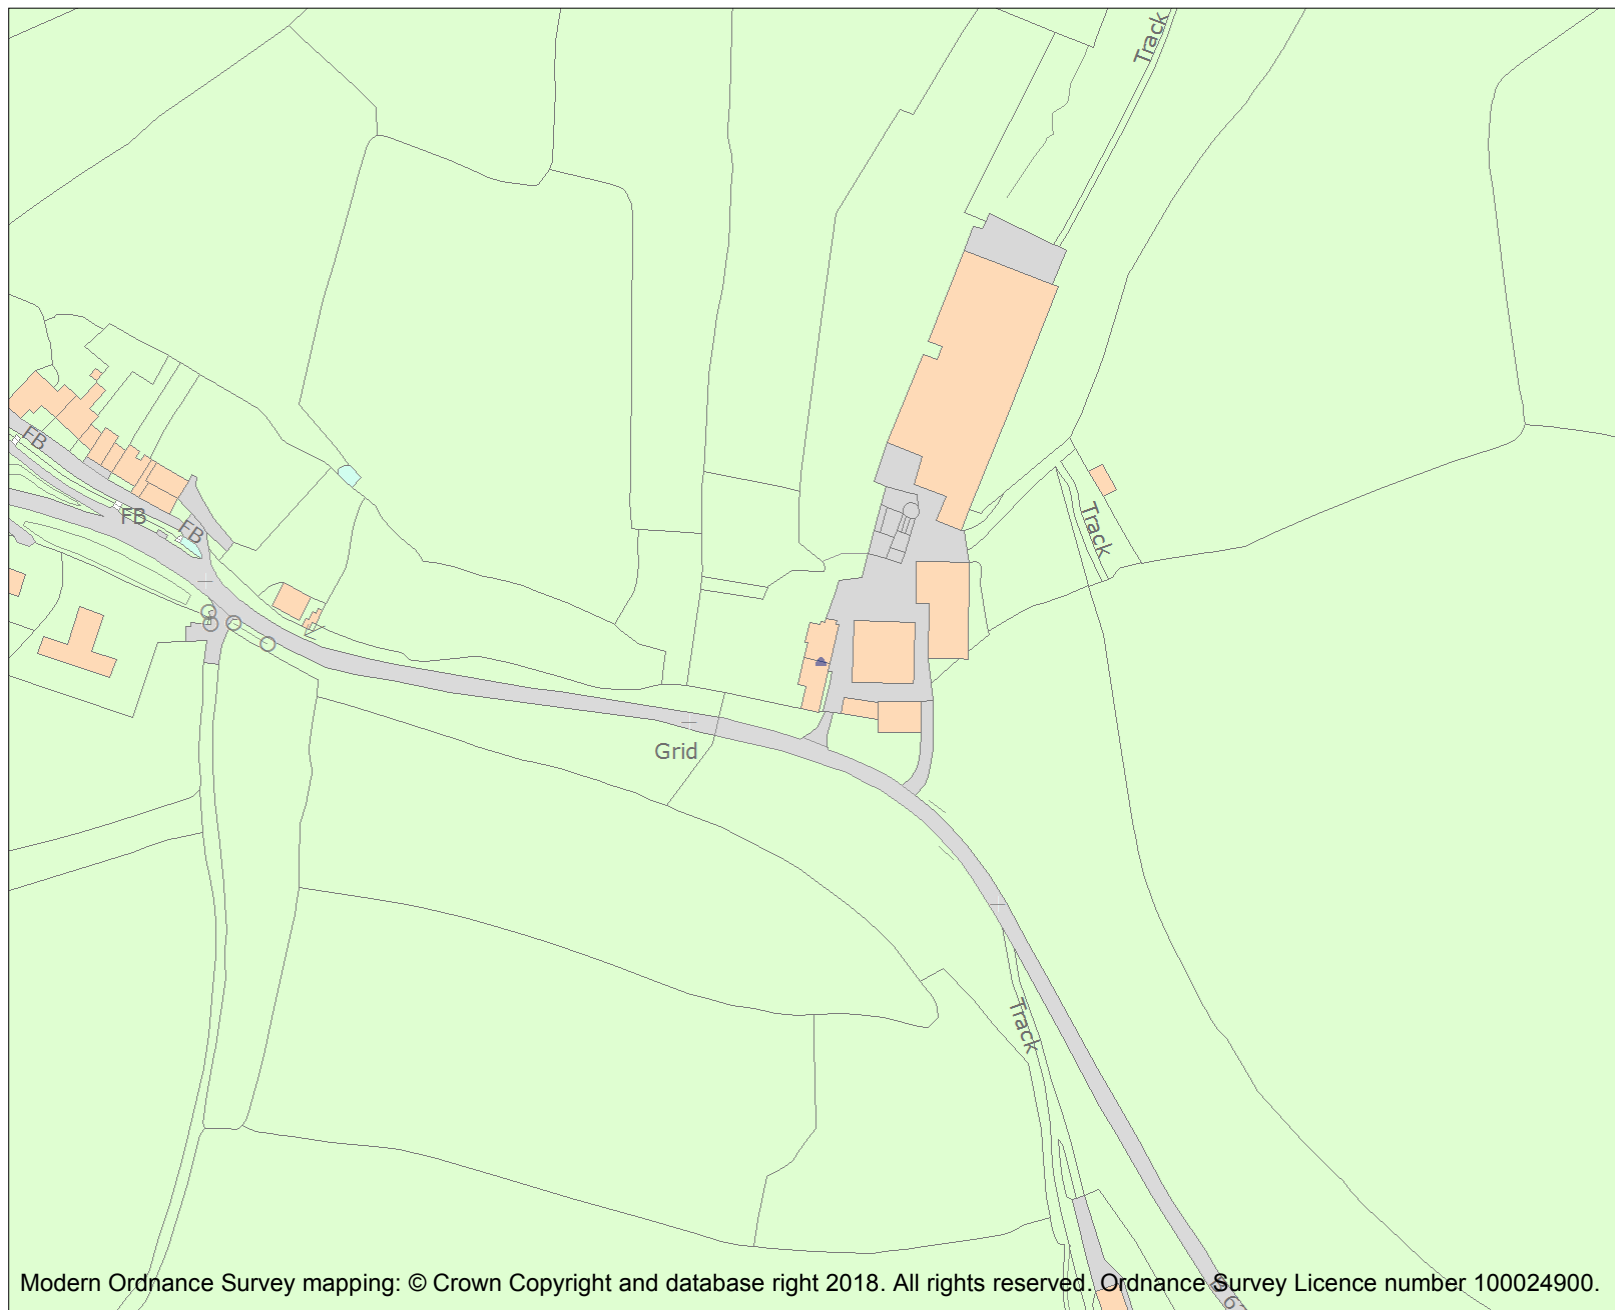 Track
FB
FB
FB
Track
Grid
Track
Modern Ordnance Survey mapping: © Crown Copyright and database right 2018. All rights reserved. Ordnance Survey Licence number 100024900.